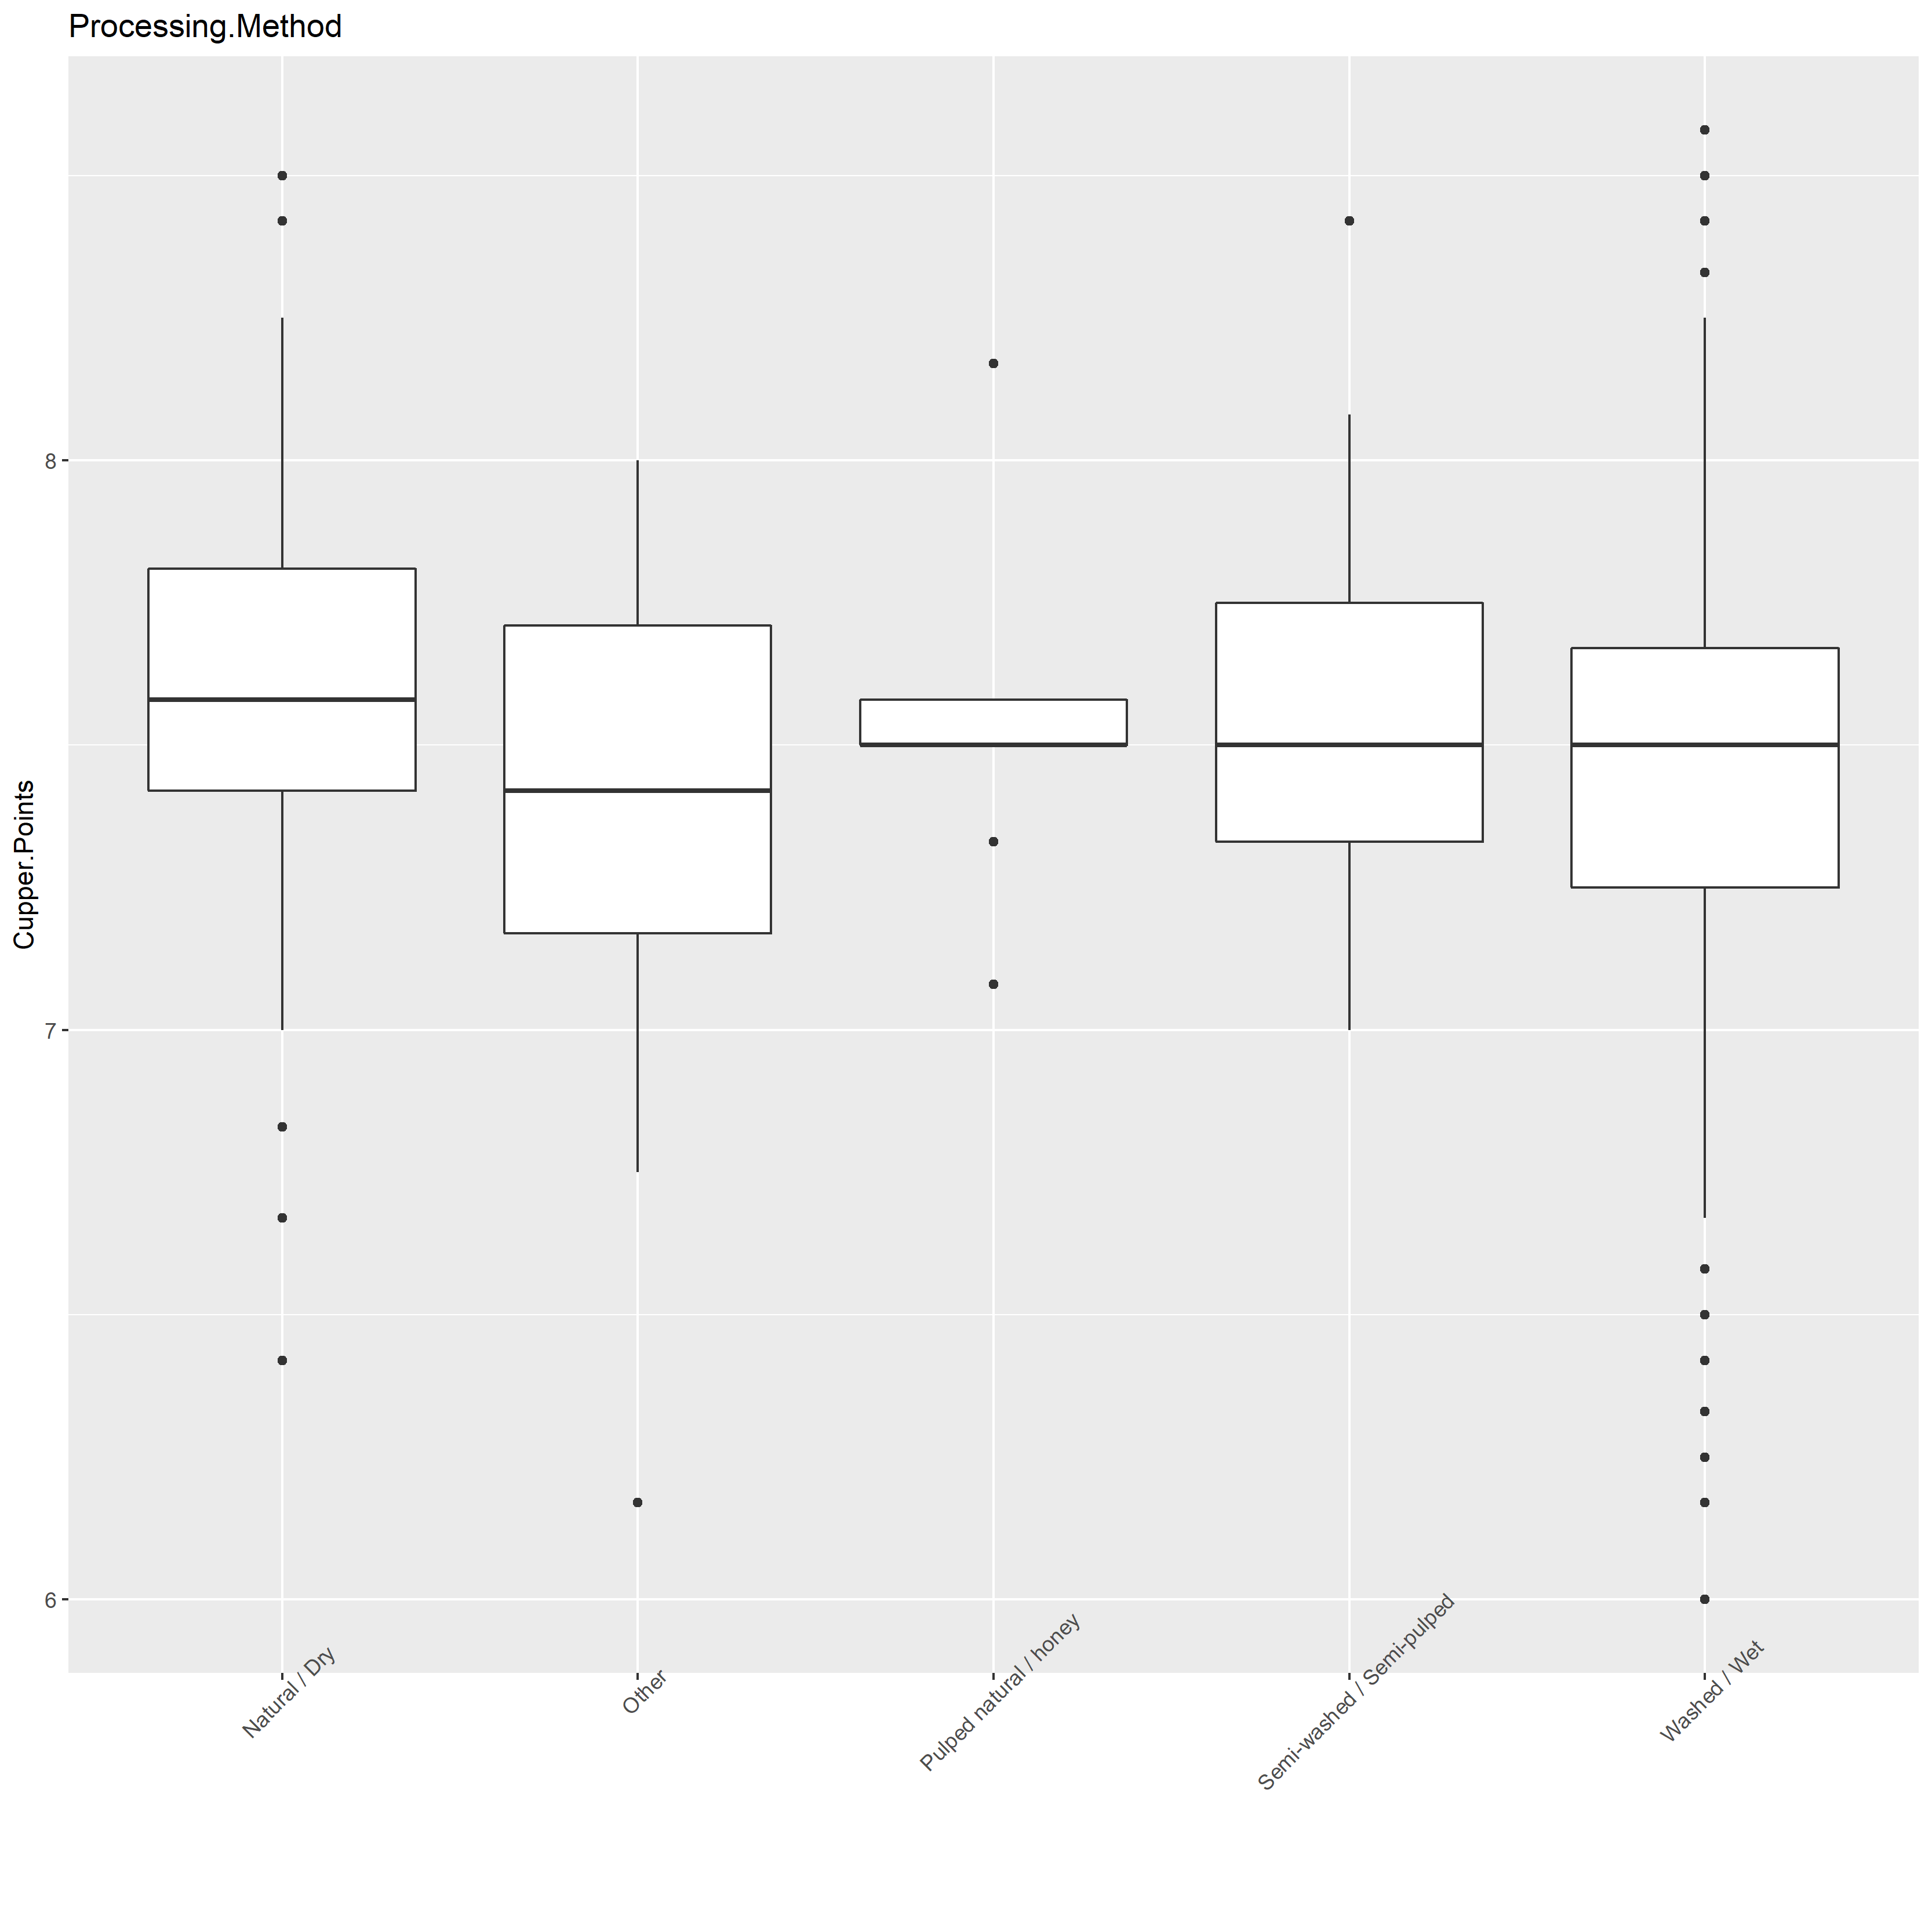 Processing.Method
Cupper.Points
8
7
6
Natural / Dry
Other
Pulped natural / honey
Semi-washed / Semi-pulped
Washed / Wet